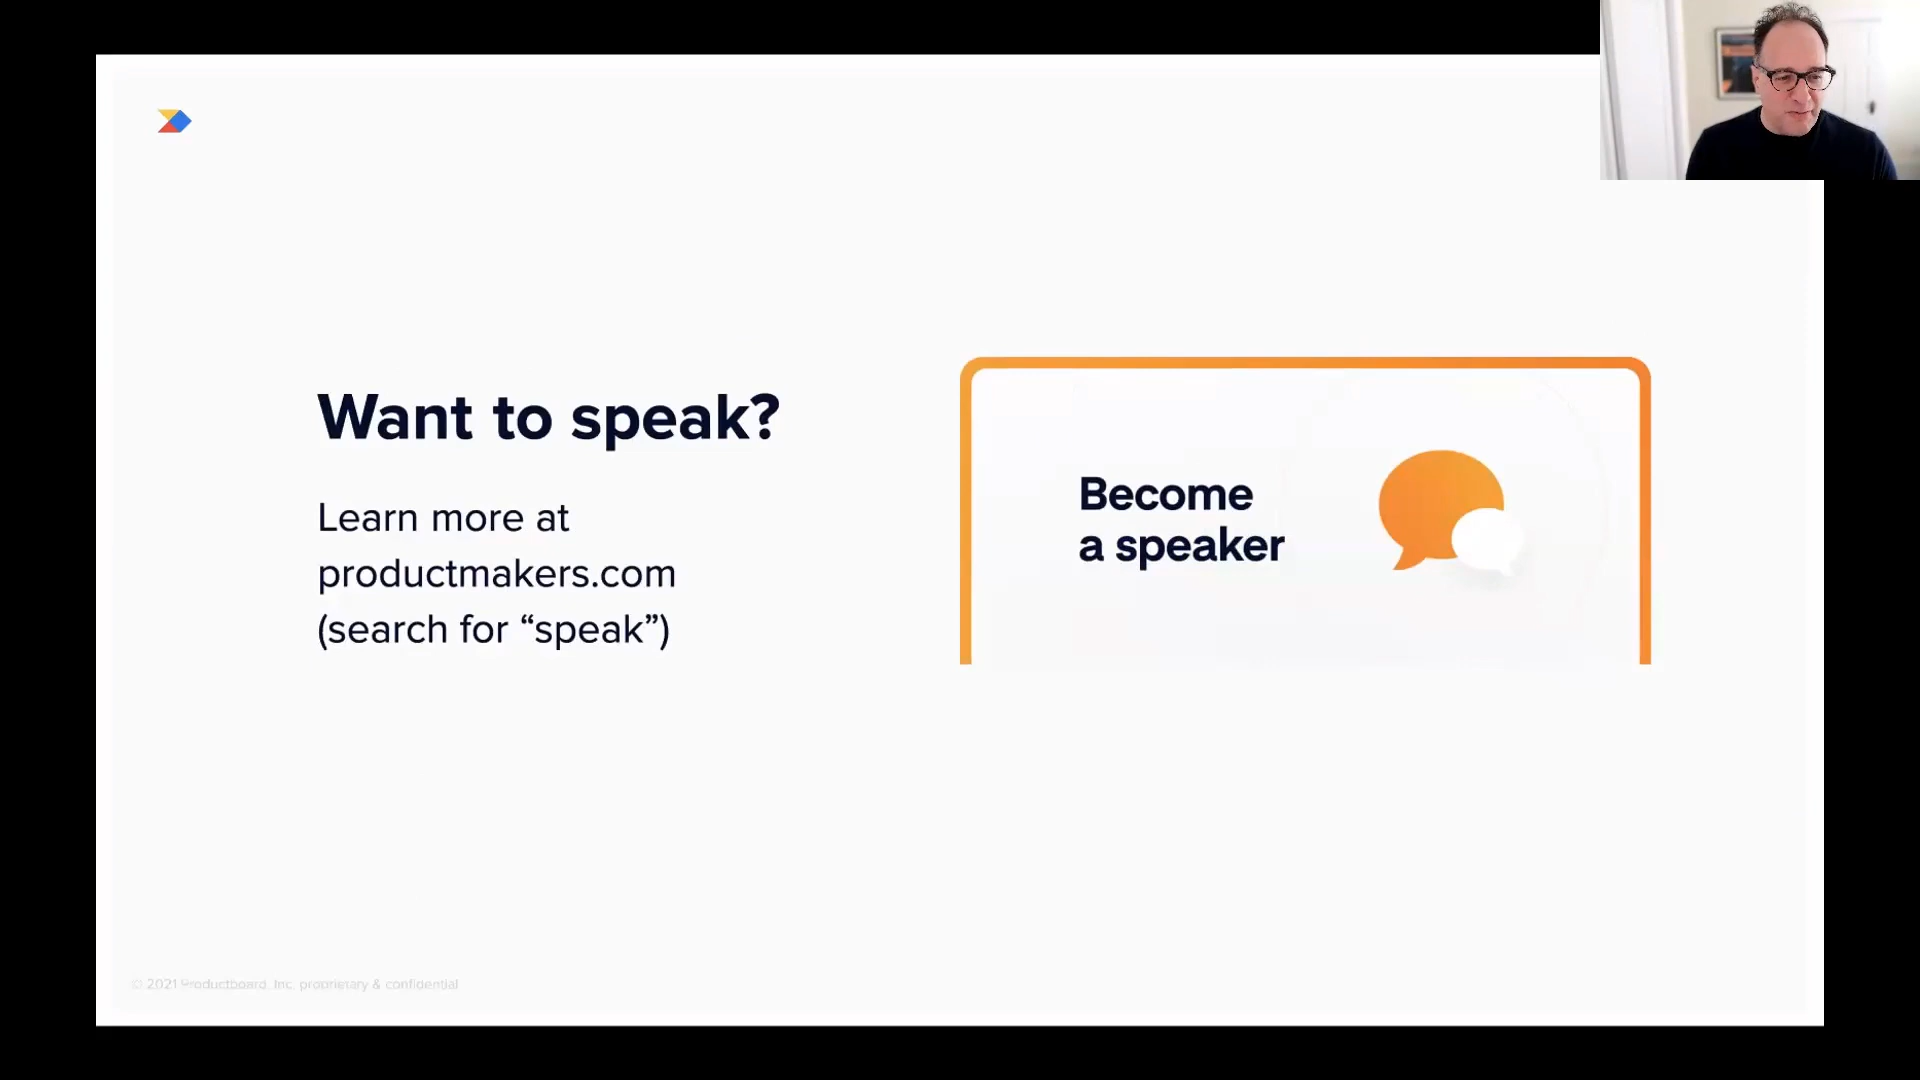 Want to speak?
Learn more at
productmakers.com
(search for “speak”)
Become
a speaker
© 2021 Productboard, Inc. proprietary & confidential